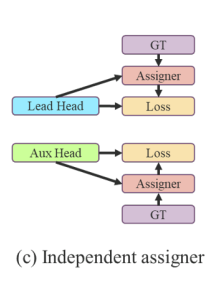 GT
Assigner
Lead Head
Loss
Aux Head
Loss
Assigner
GT
(c) Independent assigner